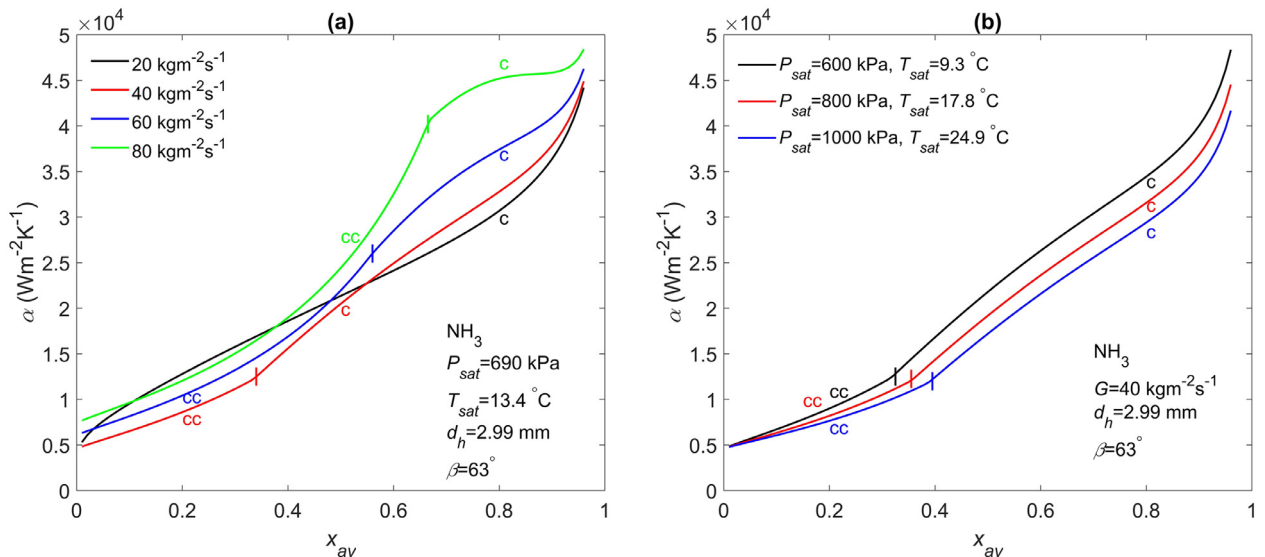 (a)
×10⁴
5
4.5
4
3.5
3
2.5
2
1.5
1
0.5
0
α (Wm⁻²K⁻¹)
20 kgm⁻²s⁻¹
40 kgm⁻²s⁻¹
60 kgm⁻²s⁻¹
80 kgm⁻²s⁻¹
c
c
c
c
cc
cc
cc
NH₃
P_sat=690 kPa
T_sat=13.4 °C
d_h=2.99 mm
β=63°
0 0.2 0.4 0.6 0.8 1
x_av
(b)
×10⁴
5
4.5
4
3.5
3
2.5
2
1.5
1
0.5
0
α (Wm⁻²K⁻¹)
P_sat=600 kPa, T_sat=9.3 °C
P_sat=800 kPa, T_sat=17.8 °C
P_sat=1000 kPa, T_sat=24.9 °C
c
c
c
cc
cc
cc
NH₃
G=40 kgm⁻²s⁻¹
d_h=2.99 mm
β=63°
0 0.2 0.4 0.6 0.8 1
x_av